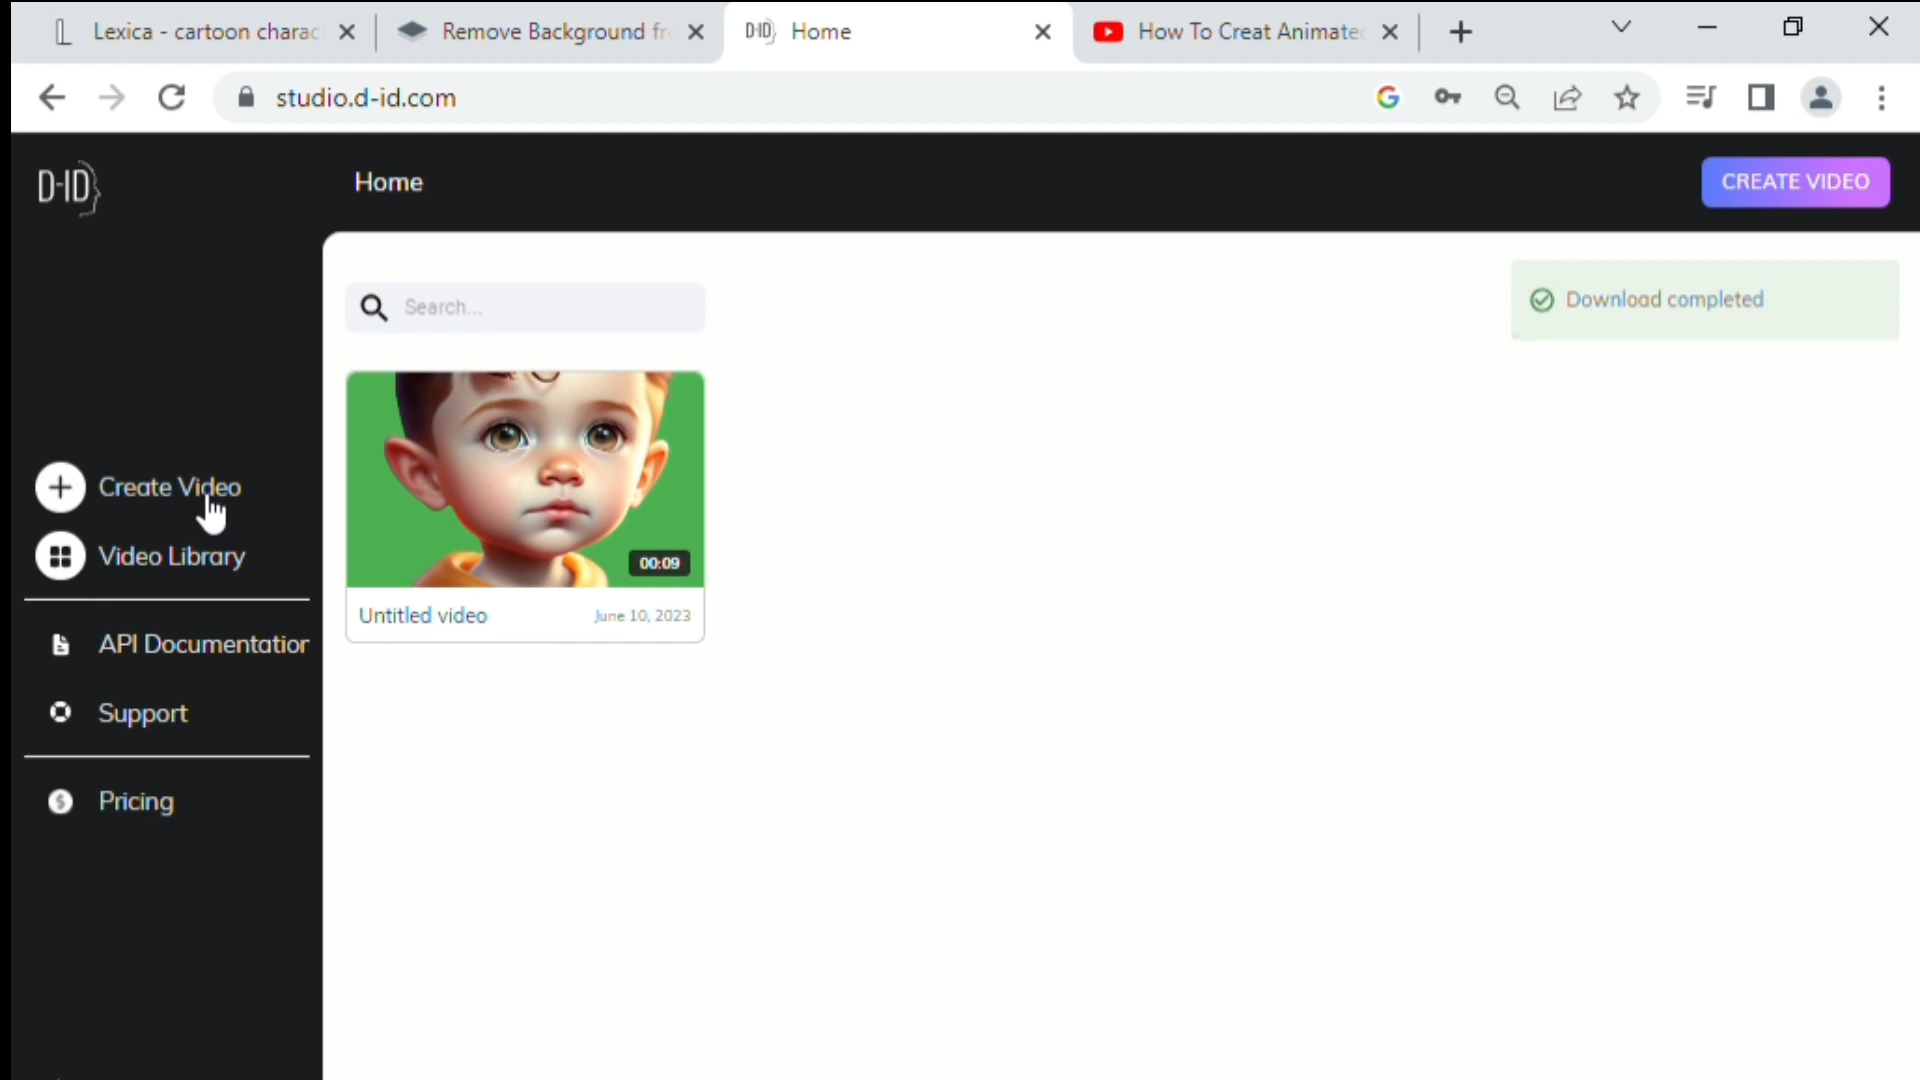 Lexica - cartoon charac
Remove Background fr
D-ID
Home
How To Creat Animate
studio.d-id.com
D-ID
Home
CREATE VIDEO
Search...
Download completed
Create Video
Video Library
00:09
Untitled video
June 10, 2023
API Documentation
Support
Pricing